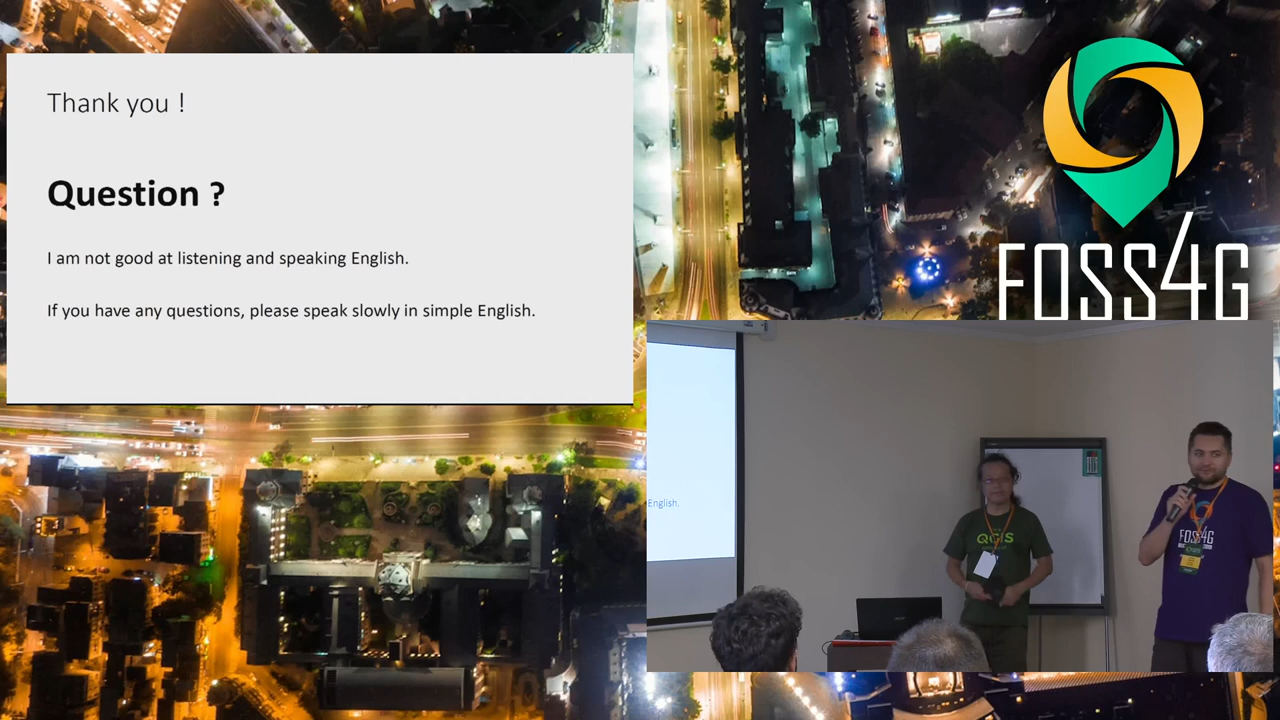 Thank you !
Question ?
I am not good at listening and speaking English.
If you have any questions, please speak slowly in simple English.
FOSS4G
English.
QGIS
FOSS4G